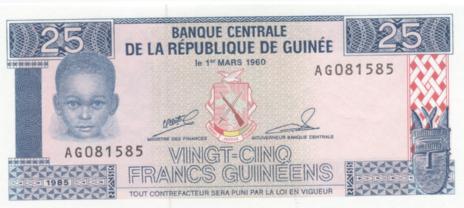 25 BANQUE CENTRALE 25
DE LA RÉPUBLIQUE DE GUINÉE
le 1er MARS 1960
AG081585
MINISTRE DES FINANCES GOUVERNEUR BANQUE CENTRALE
AG081585
VINGT-CINQ
FRANCS GUINÉENS
1985
TOUT CONTREFACTEUR SERA PUNI PAR LA LOI EN VIGUEUR